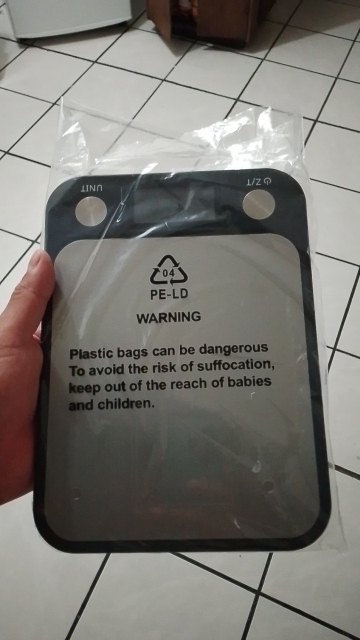 UNIT
Z/T
04
PE-LD
WARNING
Plastic bags can be dangerous
To avoid the risk of suffocation,
keep out of the reach of babies
and children.